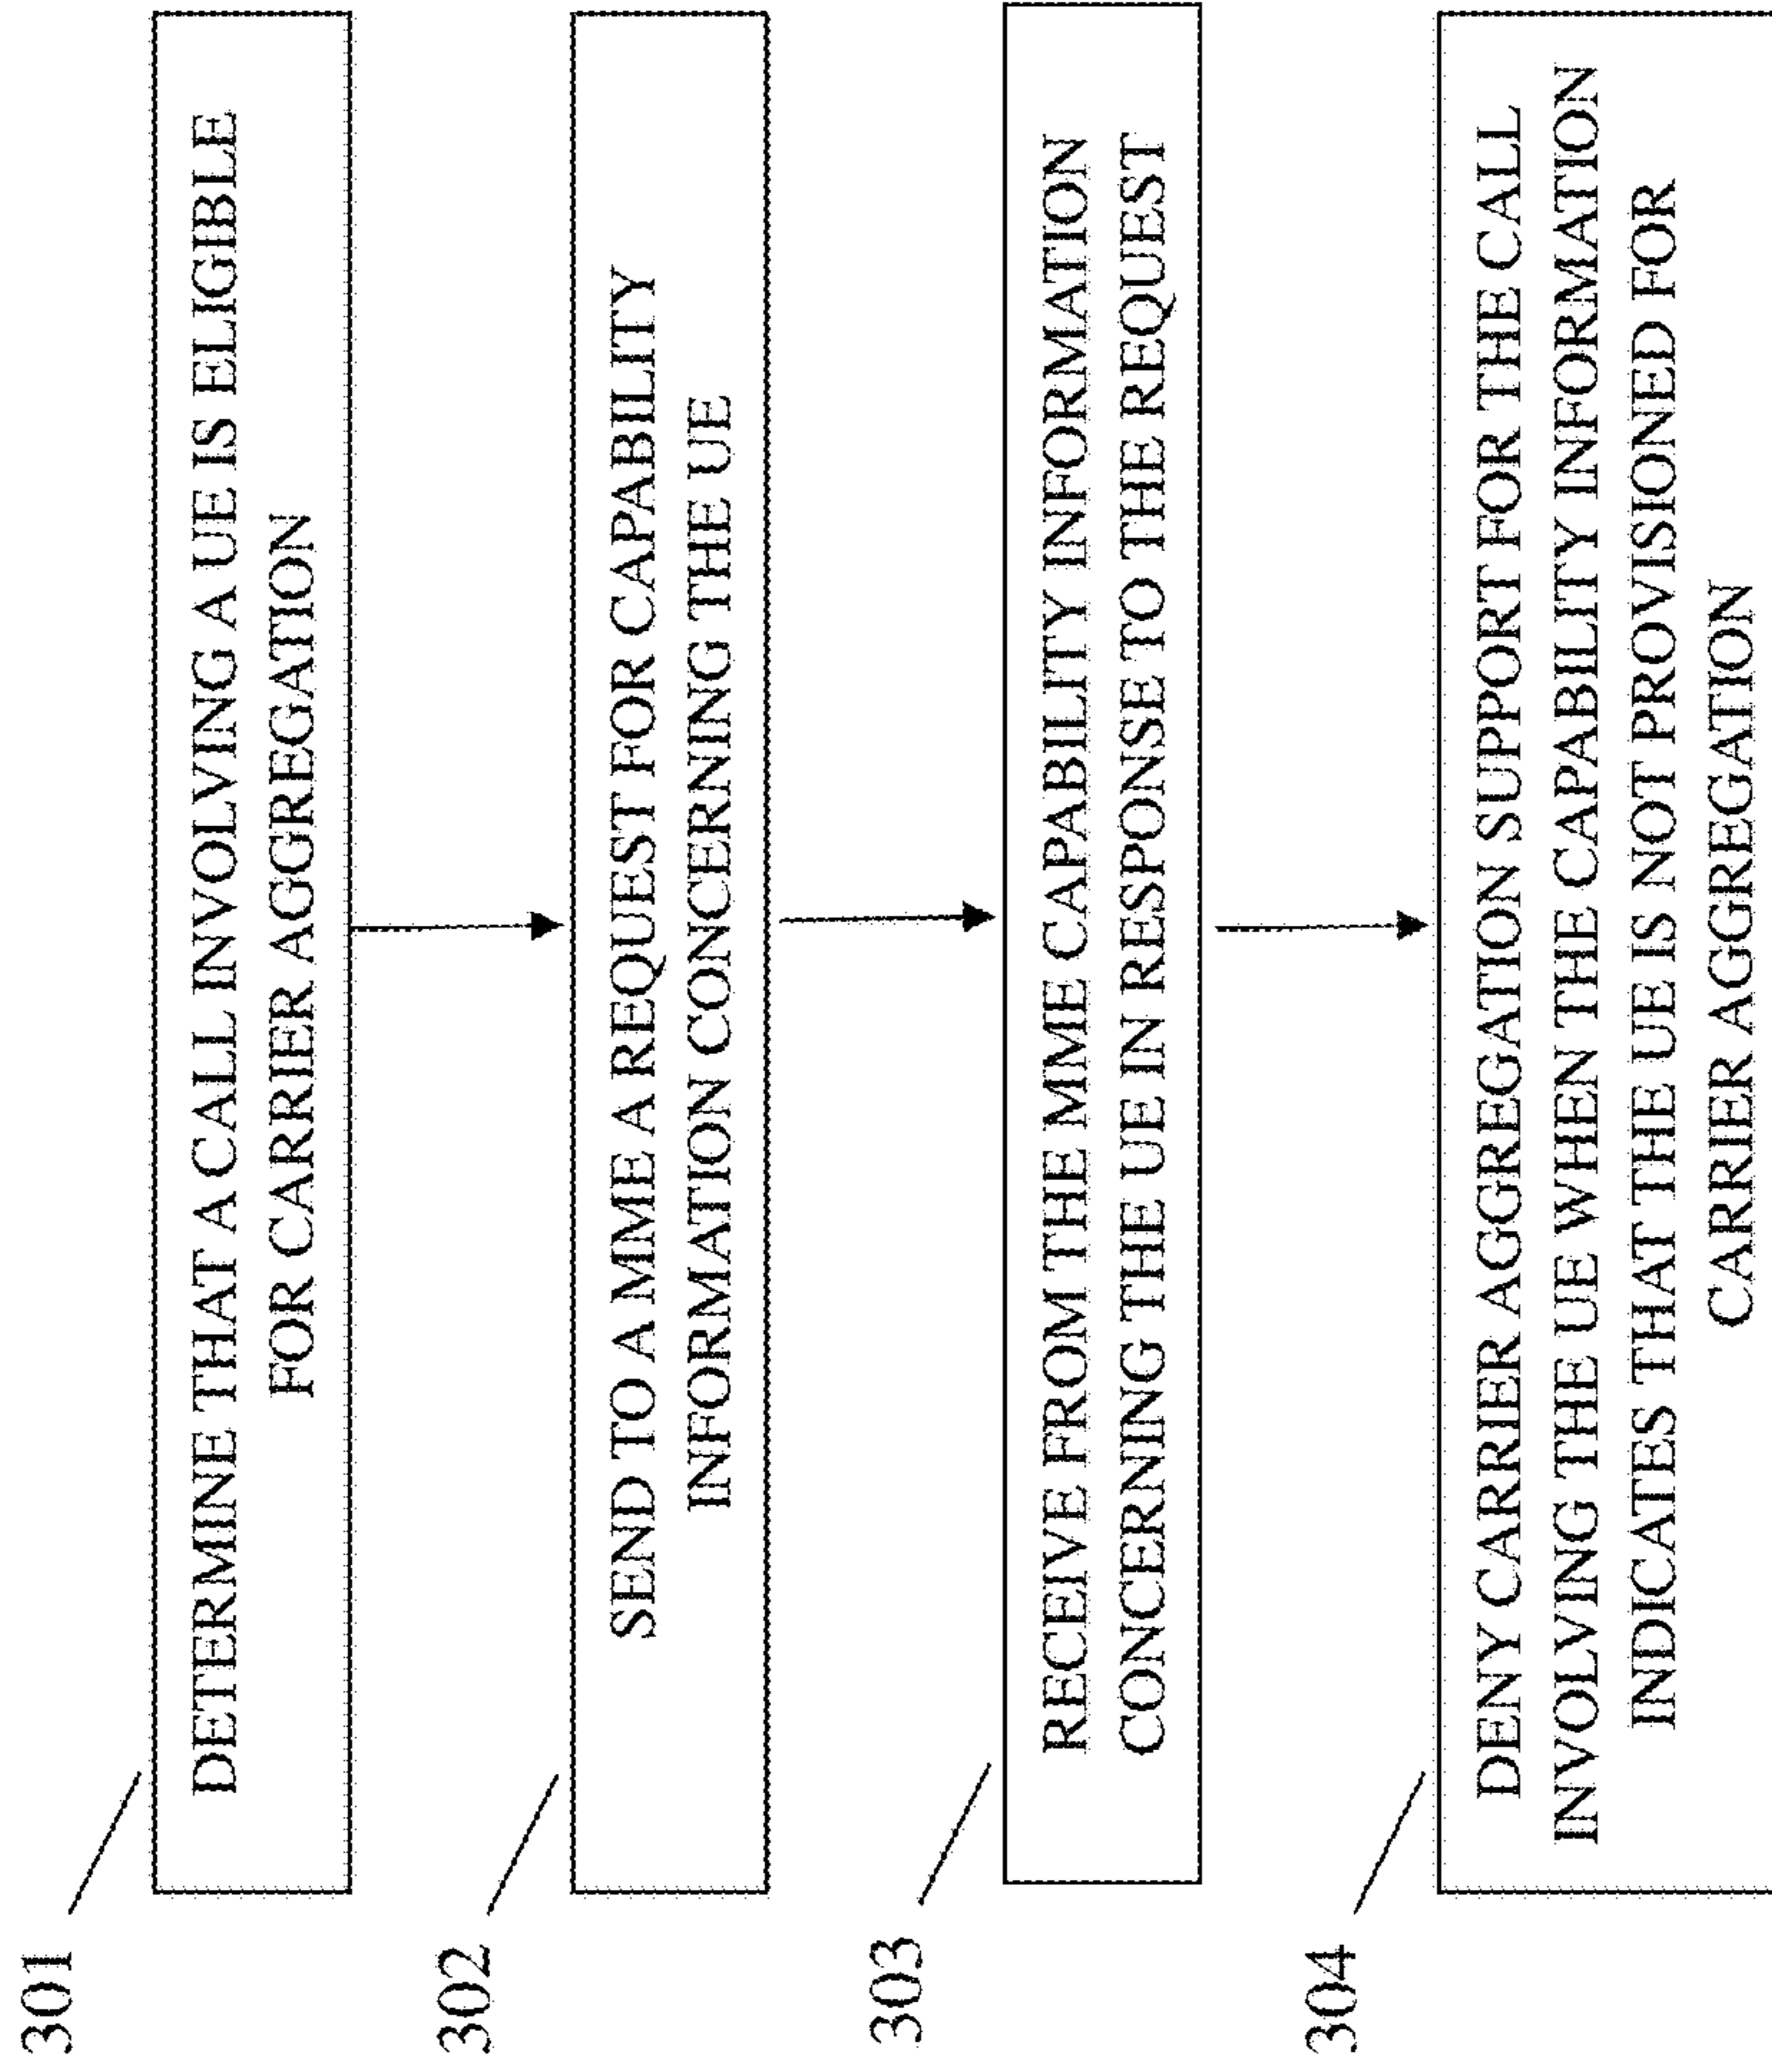 301
DETERMINE THAT A CALL INVOLVING A UE IS ELIGIBLE
FOR CARRIER AGGREGATION
302
SEND TO A MME A REQUEST FOR CAPABILITY
INFORMATION CONCERNING THE UE
303
RECEIVE FROM THE MME CAPABILITY INFORMATION
CONCERNING THE UE IN RESPONSE TO THE REQUEST
304
DENY CARRIER AGGREGATION SUPPORT FOR THE CALL
INVOLVING THE UE WHEN THE CAPABILITY INFORMATION
INDICATES THAT THE UE IS NOT PROVISIONED FOR
CARRIER AGGREGATION